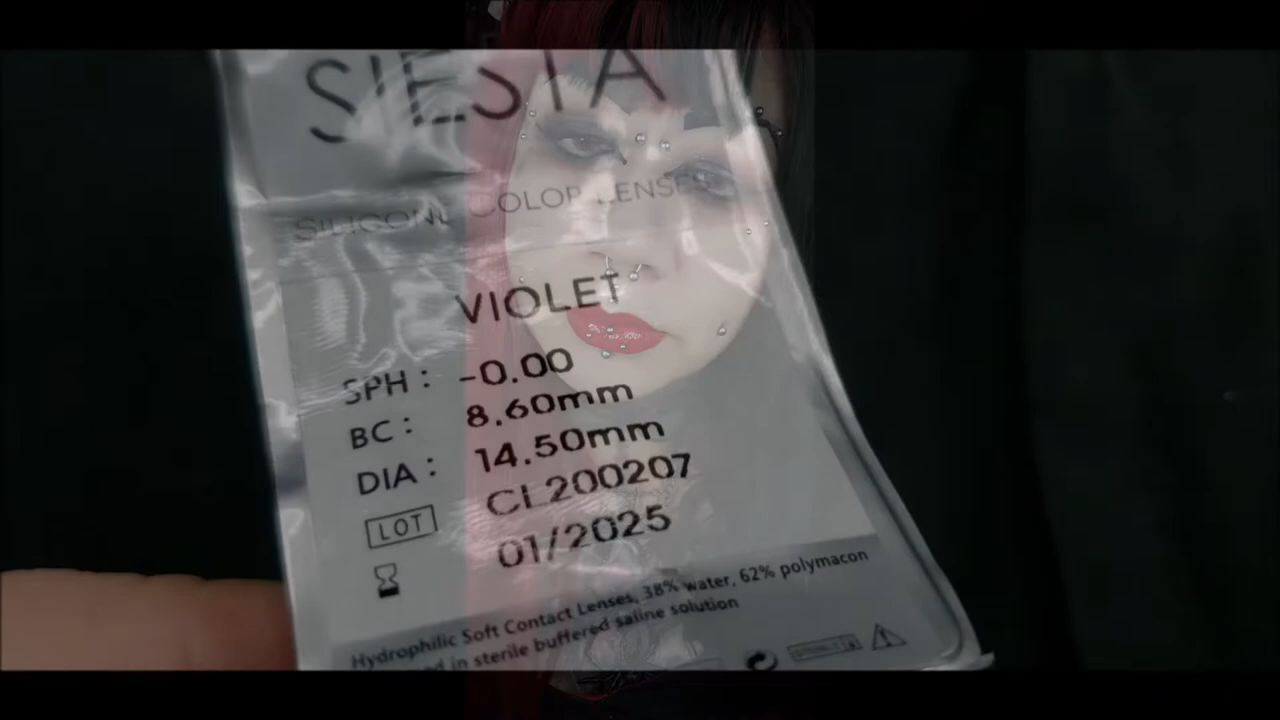 SIESTA
SILICONE COLOR LENSES
VIOLET
SPH : -0.00
BC : 8.60mm
DIA : 14.50mm
LOT CL200207
01/2025
Hydrophilic Soft Contact Lenses, 38% water, 62% polymacon
in sterile buffered saline solution